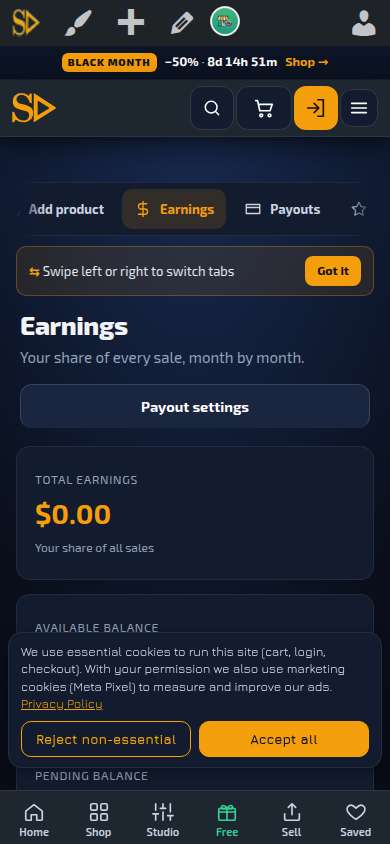 BLACK MONTH −50% · 8d 14h 51m Shop →
Add product Earnings Payouts
⇆ Swipe left or right to switch tabs Got it
Earnings
Your share of every sale, month by month.
Payout settings
TOTAL EARNINGS
$0.00
Your share of all sales
AVAILABLE BALANCE
We use essential cookies to run this site (cart, login,
checkout). With your permission we also use marketing
cookies (Meta Pixel) to measure and improve our ads.
Privacy Policy
Reject non-essential Accept all
PENDING BALANCE
Home Shop Studio Free Sell Saved